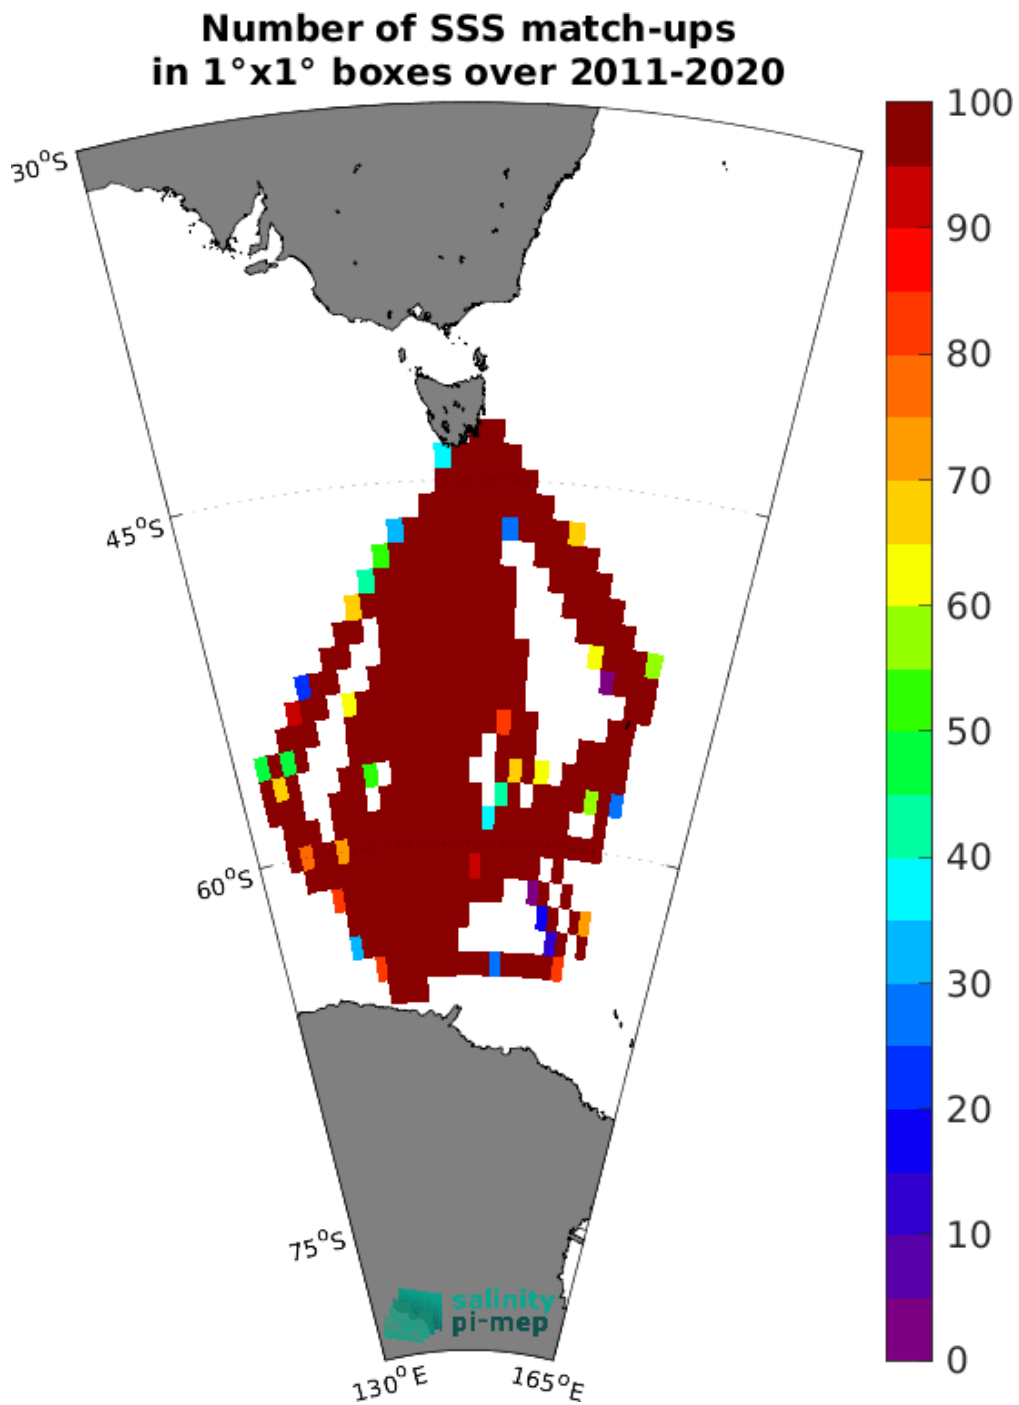 Number of SSS match-ups
in 1°x1° boxes over 2011-2020
30°S
45°S
60°S
75°S
130°E
165°E
salinity
pi-mep
100
90
80
70
60
50
40
30
20
10
0